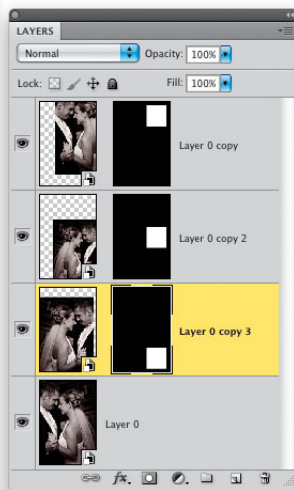 LAYERS
Normal Opacity: 100%
Lock: Fill: 100%
Layer 0 copy
Layer 0 copy 2
Layer 0 copy 3
Layer 0
fx.